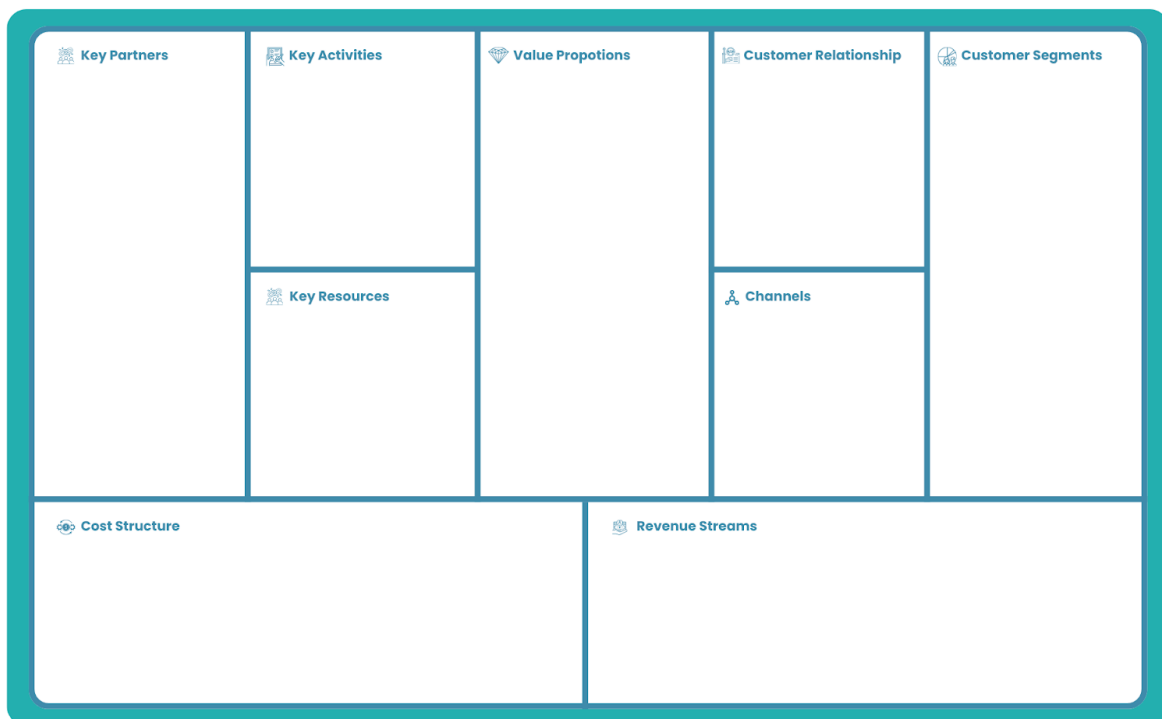 Key Partners
Key Activities
Value Propotions
Customer Relationship
Customer Segments
Key Resources
Channels
Cost Structure
Revenue Streams